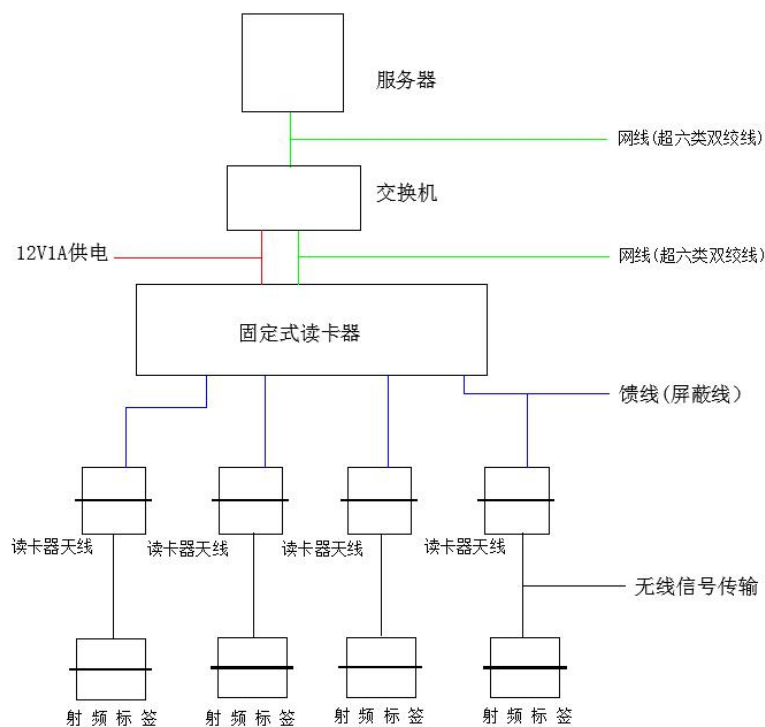 服务器
网线(超六类双绞线)
交换机
12V1A供电
网线(超六类双绞线)
固定式读卡器
馈线(屏蔽线)
读卡器天线
读卡器天线
读卡器天线
读卡器天线
无线信号传输
射 频 标 签
射 频 标 签
射 频 标 签
射 频 标 签